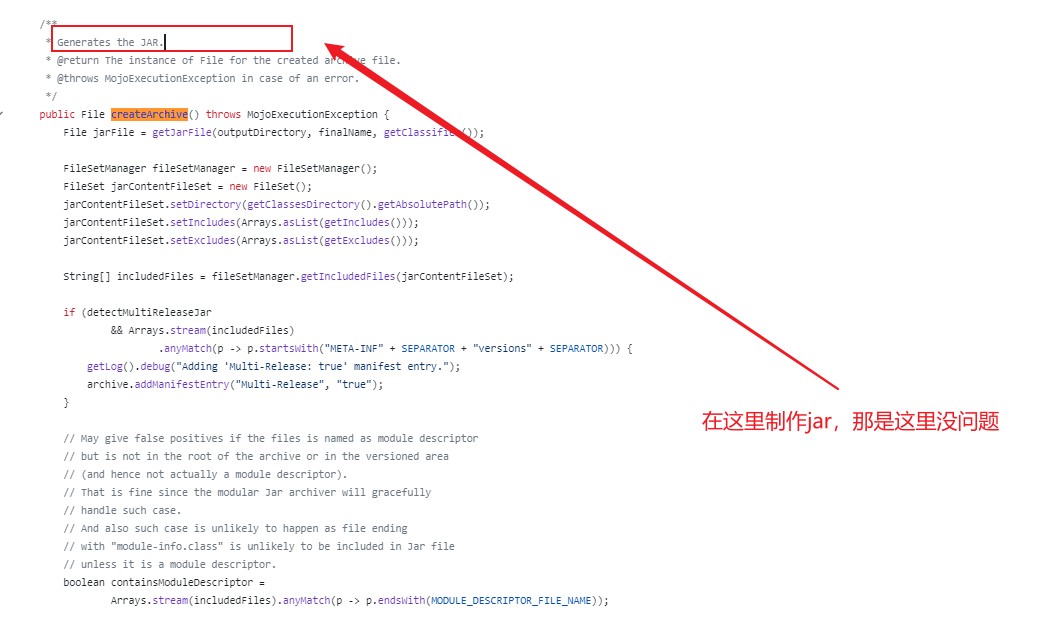 /**
* Generates the JAR.
* @return The instance of File for the created archive file.
* @throws MojoExecutionException in case of an error.
*/
public File createArchive() throws MojoExecutionException {
File jarFile = getJarFile(outputDirectory, finalName, getClassifier());
FileSetManager fileSetManager = new FileSetManager();
FileSet jarContentFileSet = new FileSet();
jarContentFileSet.setDirectory(getClassesDirectory().getAbsolutePath());
jarContentFileSet.setIncludes(Arrays.asList(getIncludes()));
jarContentFileSet.setExcludes(Arrays.asList(getExcludes()));
String[] includedFiles = fileSetManager.getIncludedFiles(jarContentFileSet);
if (detectMultiReleaseJar
&& Arrays.stream(includedFiles)
.anyMatch(p -> p.startsWith("META-INF" + SEPARATOR + "versions" + SEPARATOR))) {
getLog().debug("Adding 'Multi-Release: true' manifest entry.");
archive.addManifestEntry("Multi-Release", "true");
}
在这里制作jar，那是这里没问题
// May give false positives if the files is named as module descriptor
// but is not in the root of the archive or in the versioned area
// (and hence not actually a module descriptor).
// That is fine since the modular Jar archiver will gracefully
// handle such case.
// And also such case is unlikely to happen as file ending
// with "module-info.class" is unlikely to be included in Jar file
// unless it is a module descriptor.
boolean containsModuleDescriptor =
Arrays.stream(includedFiles).anyMatch(p -> p.endsWith(MODULE_DESCRIPTOR_FILE_NAME));